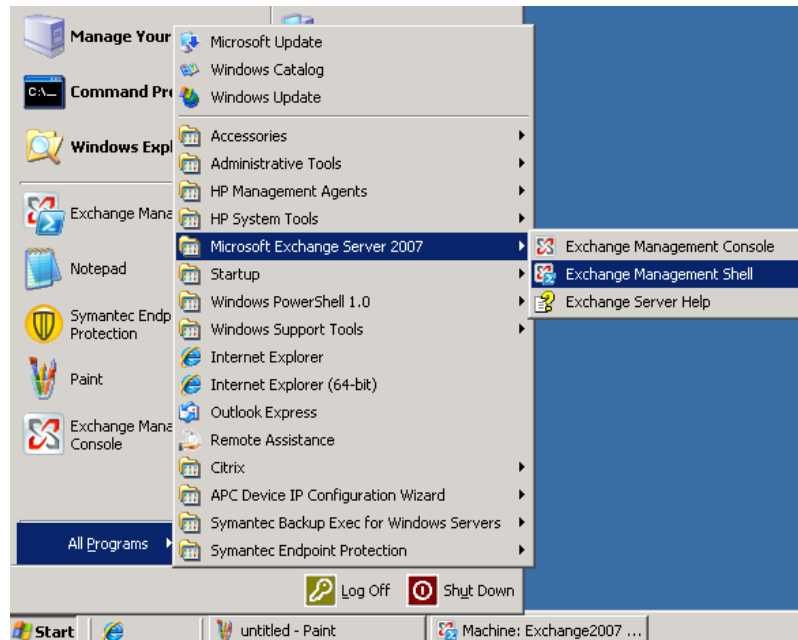 Manage Your
Command Pr
Windows Expl
Exchange Mana
Notepad
Symantec Endp
Protection
Paint
Exchange Mana
Console
All Programs
Microsoft Update
Windows Catalog
Windows Update
Accessories
Administrative Tools
HP Management Agents
HP System Tools
Microsoft Exchange Server 2007
Startup
Windows PowerShell 1.0
Windows Support Tools
Internet Explorer
Internet Explorer (64-bit)
Outlook Express
Remote Assistance
Citrix
APC Device IP Configuration Wizard
Symantec Backup Exec for Windows Servers
Symantec Endpoint Protection
Exchange Management Console
Exchange Management Shell
Exchange Server Help
Log Off
Shut Down
Start
untitled - Paint
Machine: Exchange2007 ...